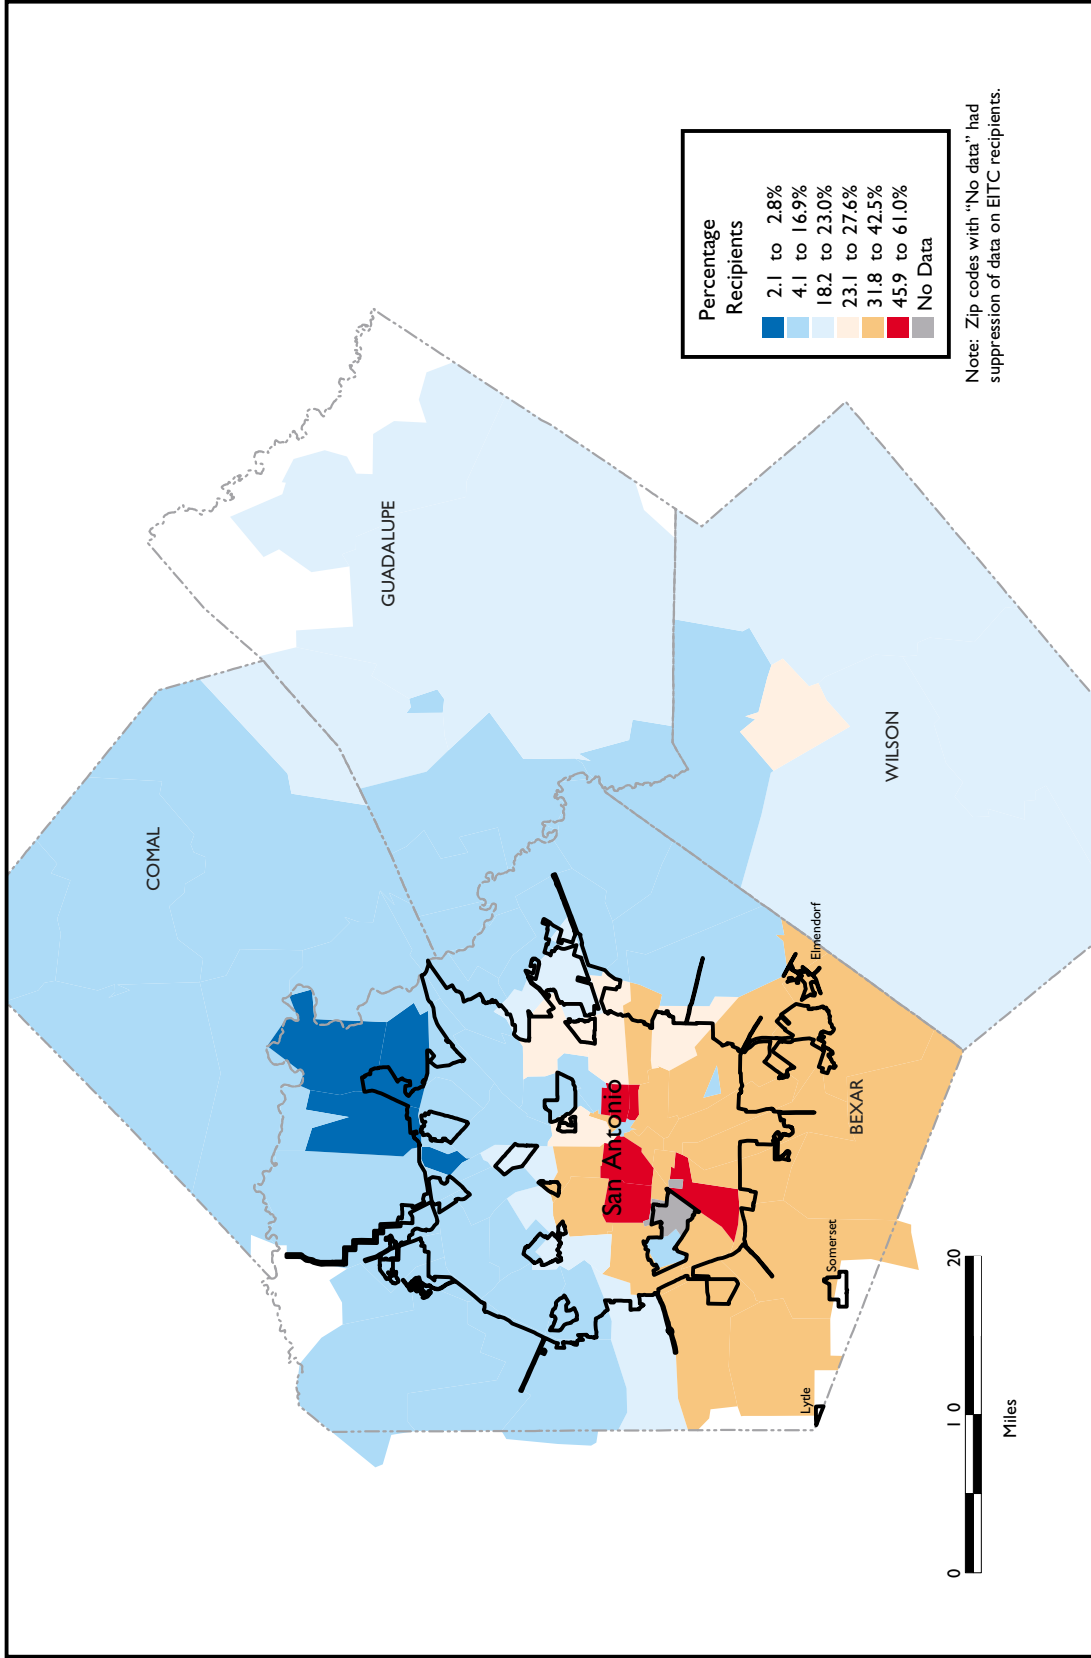 COMAL
GUADALUPE
WILSON
BEXAR
San Antonio
Elmendorf
Somerset
Lytle
Percentage
Recipients
2.1 to 2.8%
4.1 to 16.9%
18.2 to 23.0%
23.1 to 27.6%
31.8 to 42.5%
45.9 to 61.0%
No Data
Note: Zip codes with “No data” had
suppression of data on EITC recipients.
0 10 20
Miles